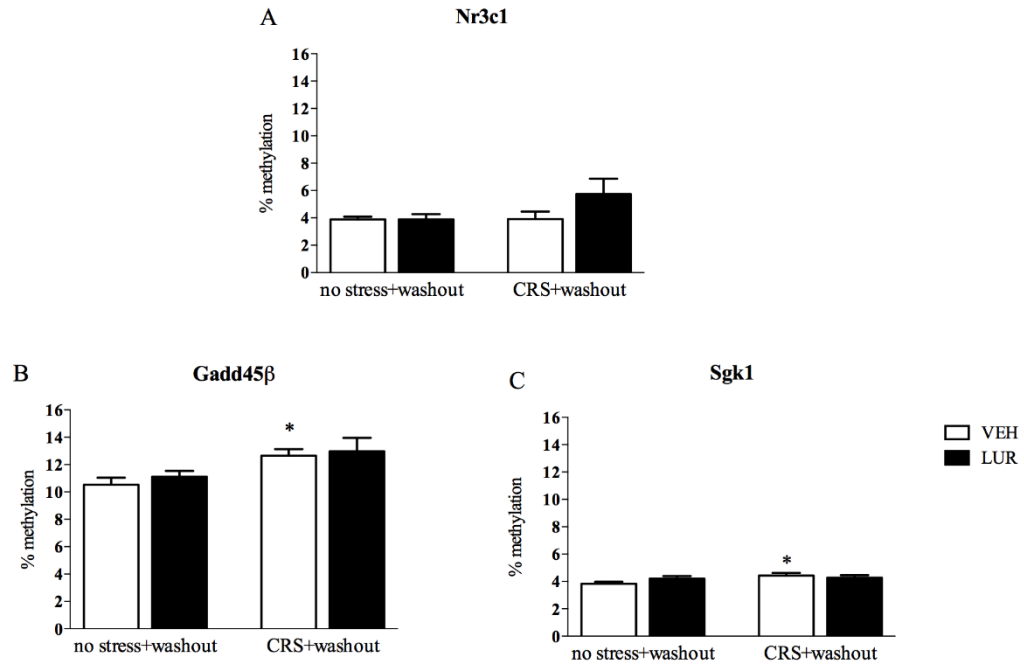 A
Nr3c1
% methylation
16
14
12
10
8
6
4
2
0
no stress+washout CRS+washout
B
Gadd45β
% methylation
16
14
12
10
8
6
4
2
0
*
no stress+washout CRS+washout
C
Sgk1
% methylation
16
14
12
10
8
6
4
2
0
*
no stress+washout CRS+washout
VEH
LUR